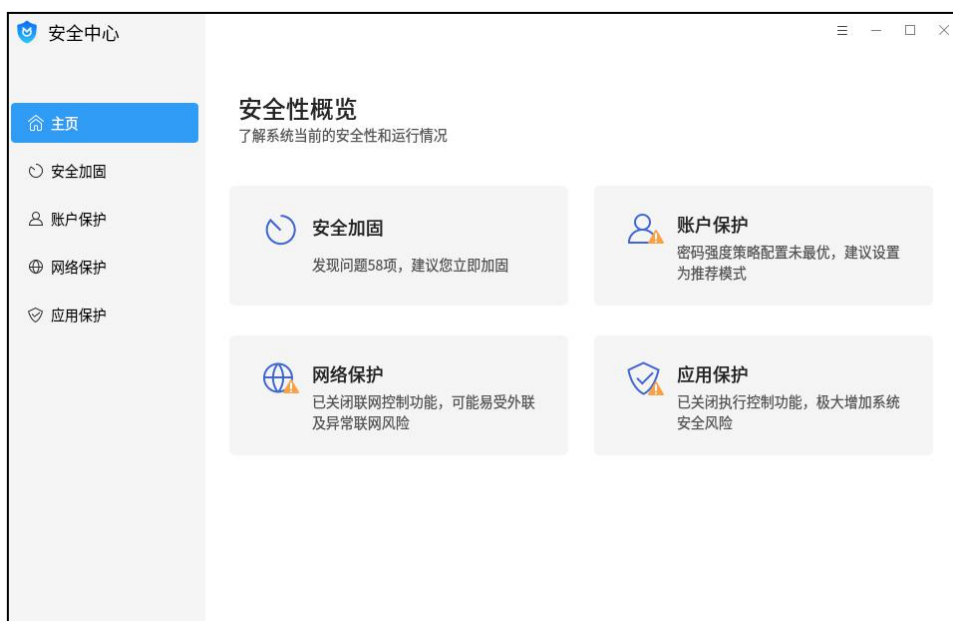 安全中心
主页
安全加固
账户保护
网络保护
应用保护
安全性概览
了解系统当前的安全性和运行情况
安全加固
发现问题58项，建议您立即加固
账户保护
密码强度策略配置未最优，建议设置
为推荐模式
网络保护
已关闭联网控制功能，可能易受外联
及异常联网风险
应用保护
已关闭执行控制功能，极大增加系统
安全风险